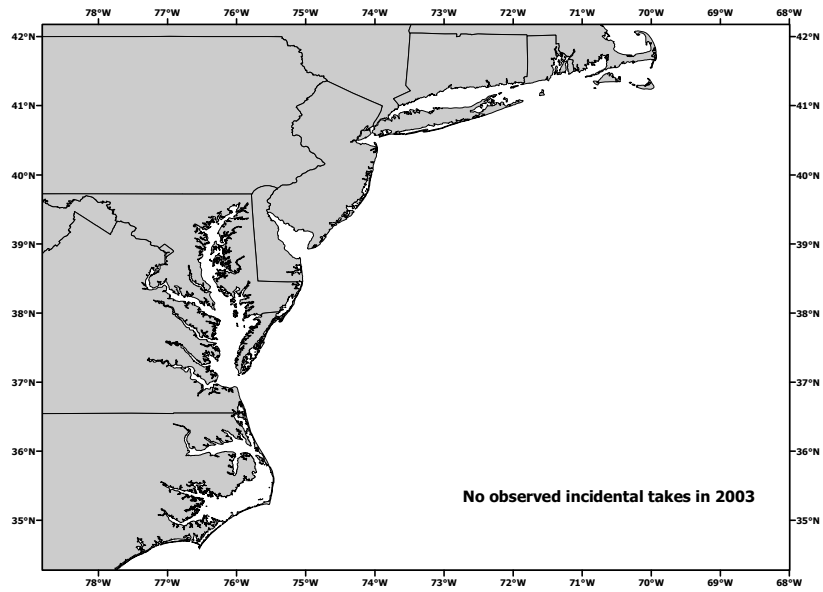 78°W 77°W 76°W 75°W 74°W 73°W 72°W 71°W 70°W 69°W 68°W
42°N 42°N
41°N 41°N
40°N 40°N
39°N 39°N
38°N 38°N
37°N 37°N
36°N 36°N
No observed incidental takes in 2003
35°N 35°N
78°W 77°W 76°W 75°W 74°W 73°W 72°W 71°W 70°W 69°W 68°W